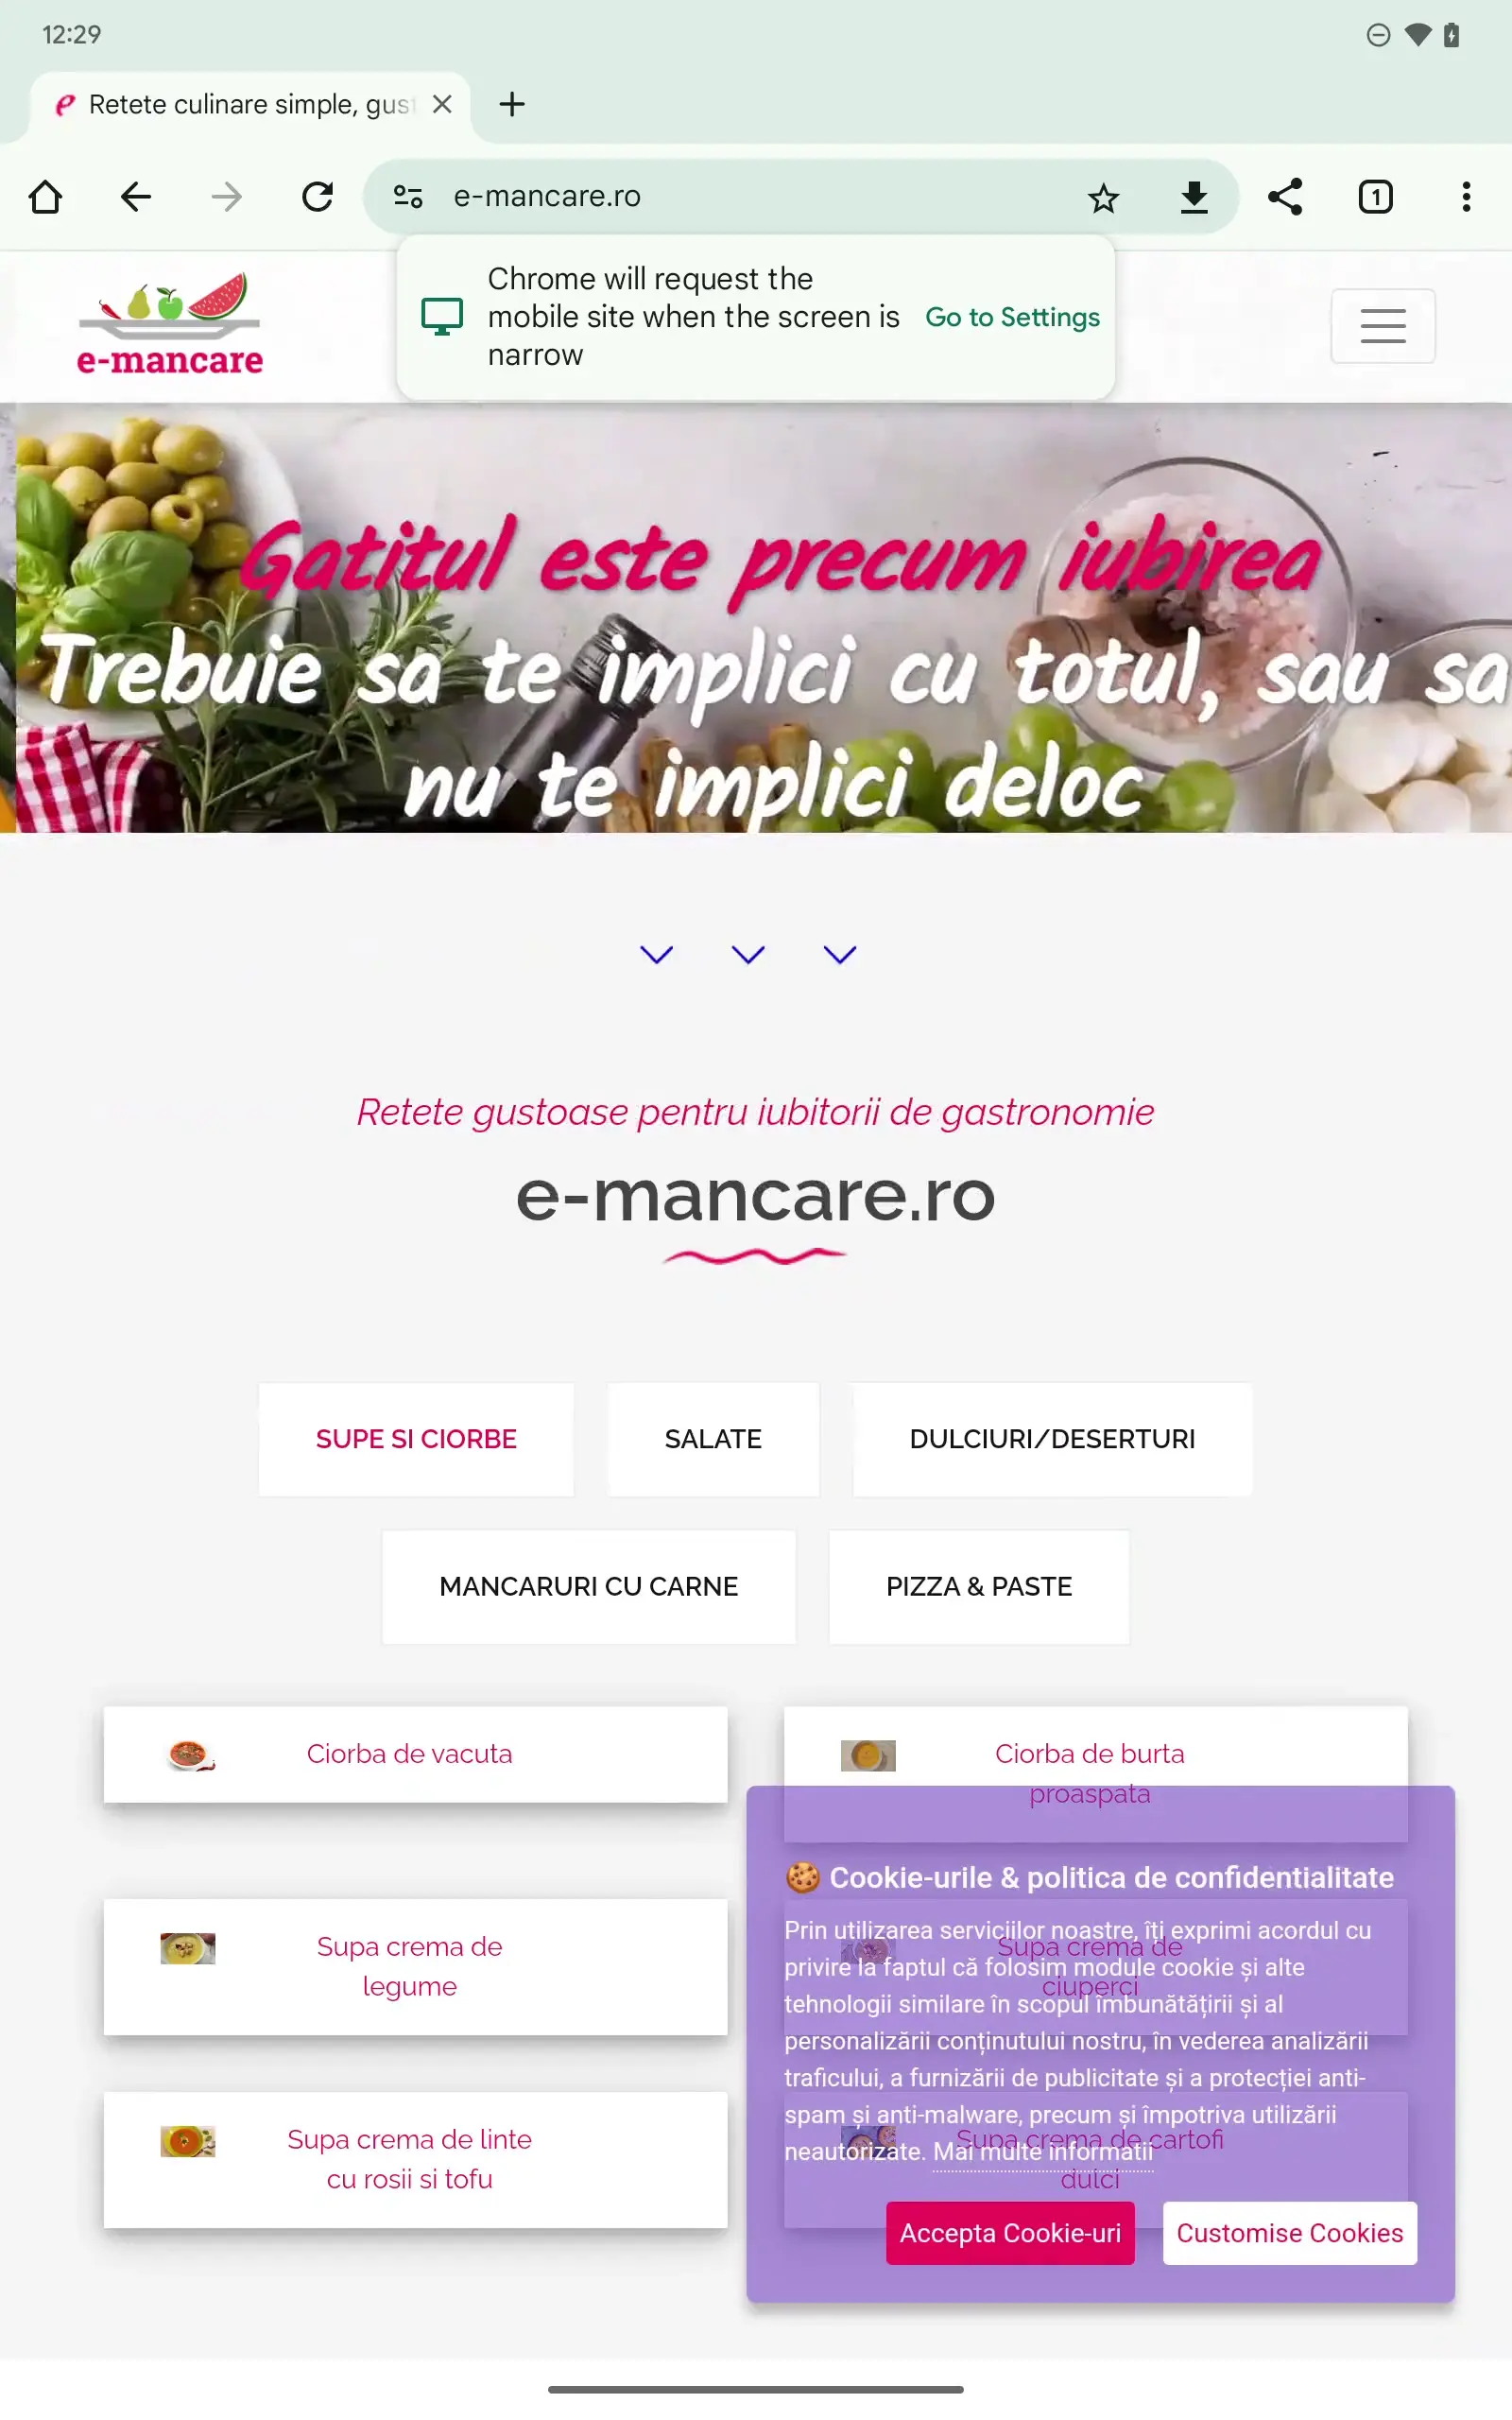 12:29
Retete culinare simple, gust
e-mancare.ro
1
Chrome will request the
mobile site when the screen is
narrow
Go to Settings
e-mancare
Gatitul este precum iubirea
Trebuie sa te implici cu totul, sau sa
nu te implici deloc
Retete gustoase pentru iubitorii de gastronomie
e-mancare.ro
SUPE SI CIORBE
SALATE
DULCIURI/DESERTURI
MANCARURI CU CARNE
PIZZA & PASTE
Ciorba de vacuta
Ciorba de burta
proaspata
Supa crema de
legume
Supa crema de
ciuperci
Supa crema de linte
cu rosii si tofu
Supa crema de cartofi
dulci
Cookie-urile & politica de confidentialitate
Prin utilizarea serviciilor noastre, îți exprimi acordul cu
privire la faptul că folosim module cookie și alte
tehnologii similare în scopul îmbunătățirii și al
personalizării conținutului nostru, în vederea analizării
traficului, a furnizării de publicitate și a protecției anti-
spam și anti-malware, precum și împotriva utilizării
neautorizate. Mai multe informatii
Accepta Cookie-uri
Customise Cookies